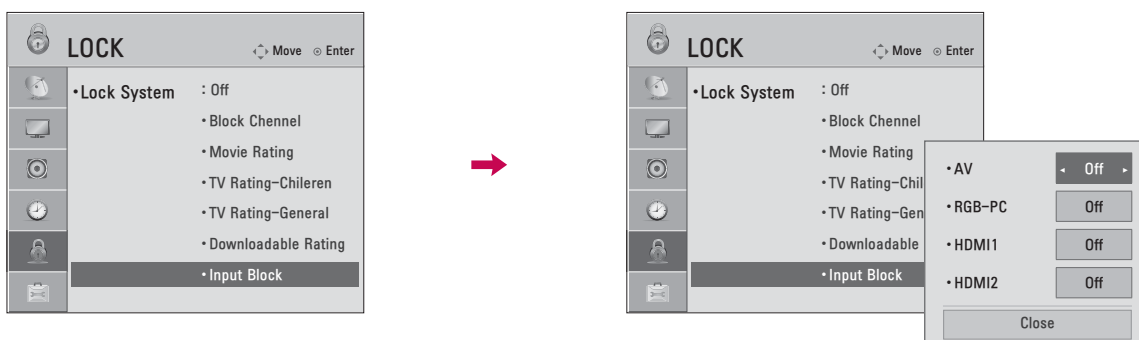 LOCK
Move Enter
•Lock System : Off
•Block Chennel
•Movie Rating
•TV Rating-Chileren
•TV Rating-General
•Downloadable Rating
•Input Block
LOCK
Move Enter
•Lock System : Off
•Block Chennel
•Movie Rating
•TV Rating-Chil
•TV Rating-Gen
•Downloadable
•Input Block
•AV ◂ Off ▸
•RGB-PC Off
•HDMI1 Off
•HDMI2 Off
Close